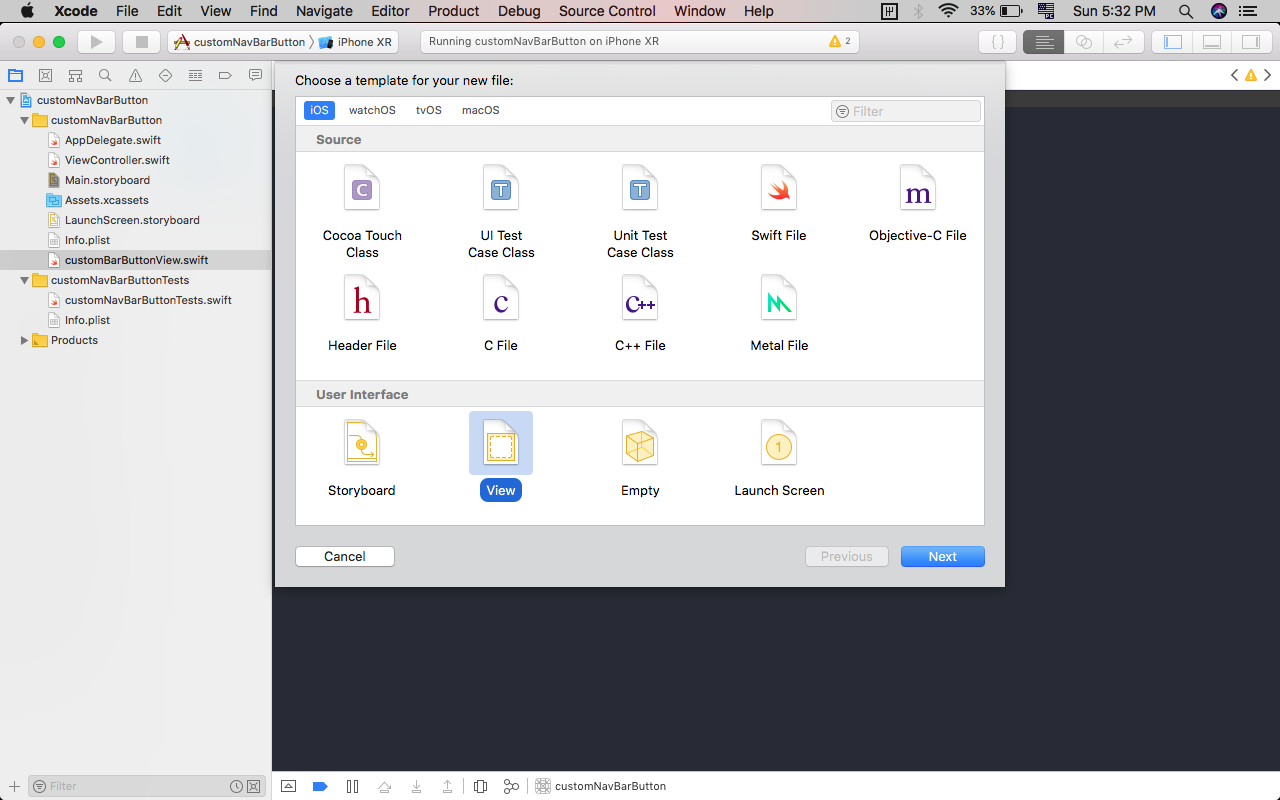 Xcode File Edit View Find Navigate Editor Product Debug Source Control Window Help 33% Sun 5:32 PM
customNavBarButton iPhone XR Running customNavBarButton on iPhone XR 2
Choose a template for your new file:
iOS watchOS tvOS macOS Filter
customNavBarButton
customNavBarButton
AppDelegate.swift
ViewController.swift
Main.storyboard
Assets.xcassets
LaunchScreen.storyboard
Info.plist
customBarButtonView.swift
customNavBarButtonTests
customNavBarButtonTests.swift
Info.plist
Products
Source
C T T m
Cocoa Touch Class
UI Test Case Class
Unit Test Case Class
Swift File
Objective-C File
h c C++
Header File
C File
C++ File
Metal File
User Interface
1
Storyboard
View
Empty
Launch Screen
Cancel Previous Next
Filter
customNavBarButton